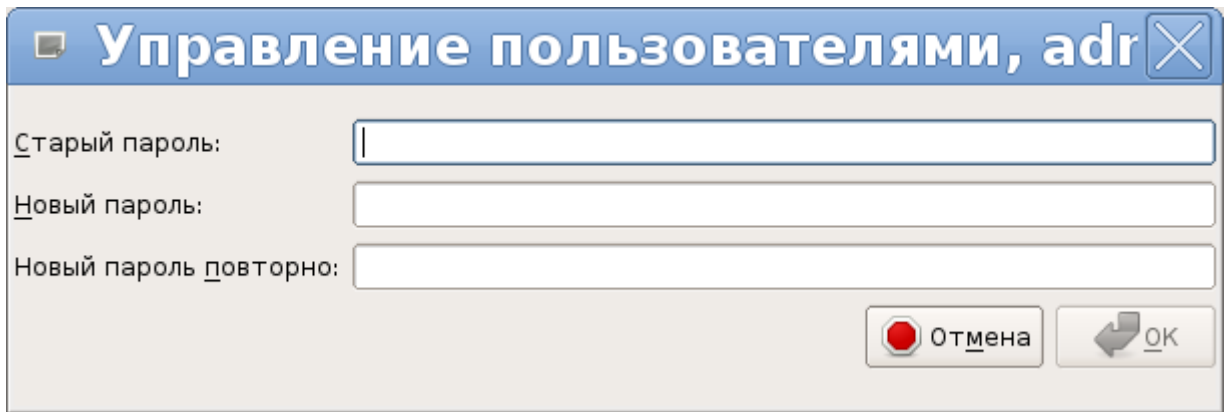 Управление пользователями, adr
Старый пароль:
Новый пароль:
Новый пароль повторно:
Отмена
OK